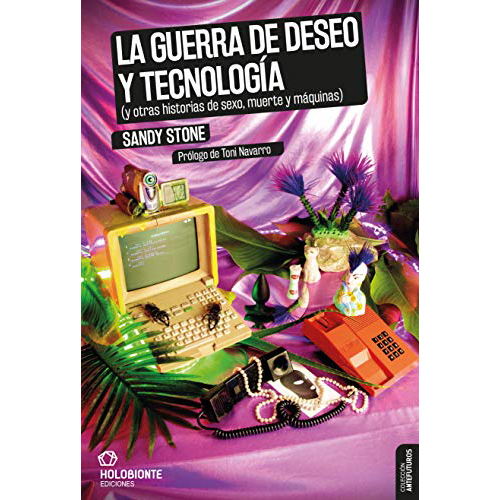 LA GUERRA DE DESEO
Y TECNOLOGÍA
(y otras historias de sexo, muerte y máquinas)
SANDY STONE
Prólogo de Toni Navarro
HOLOBIONTE
EDICIONES
COLECCIÓN
ANTEFUTUROS